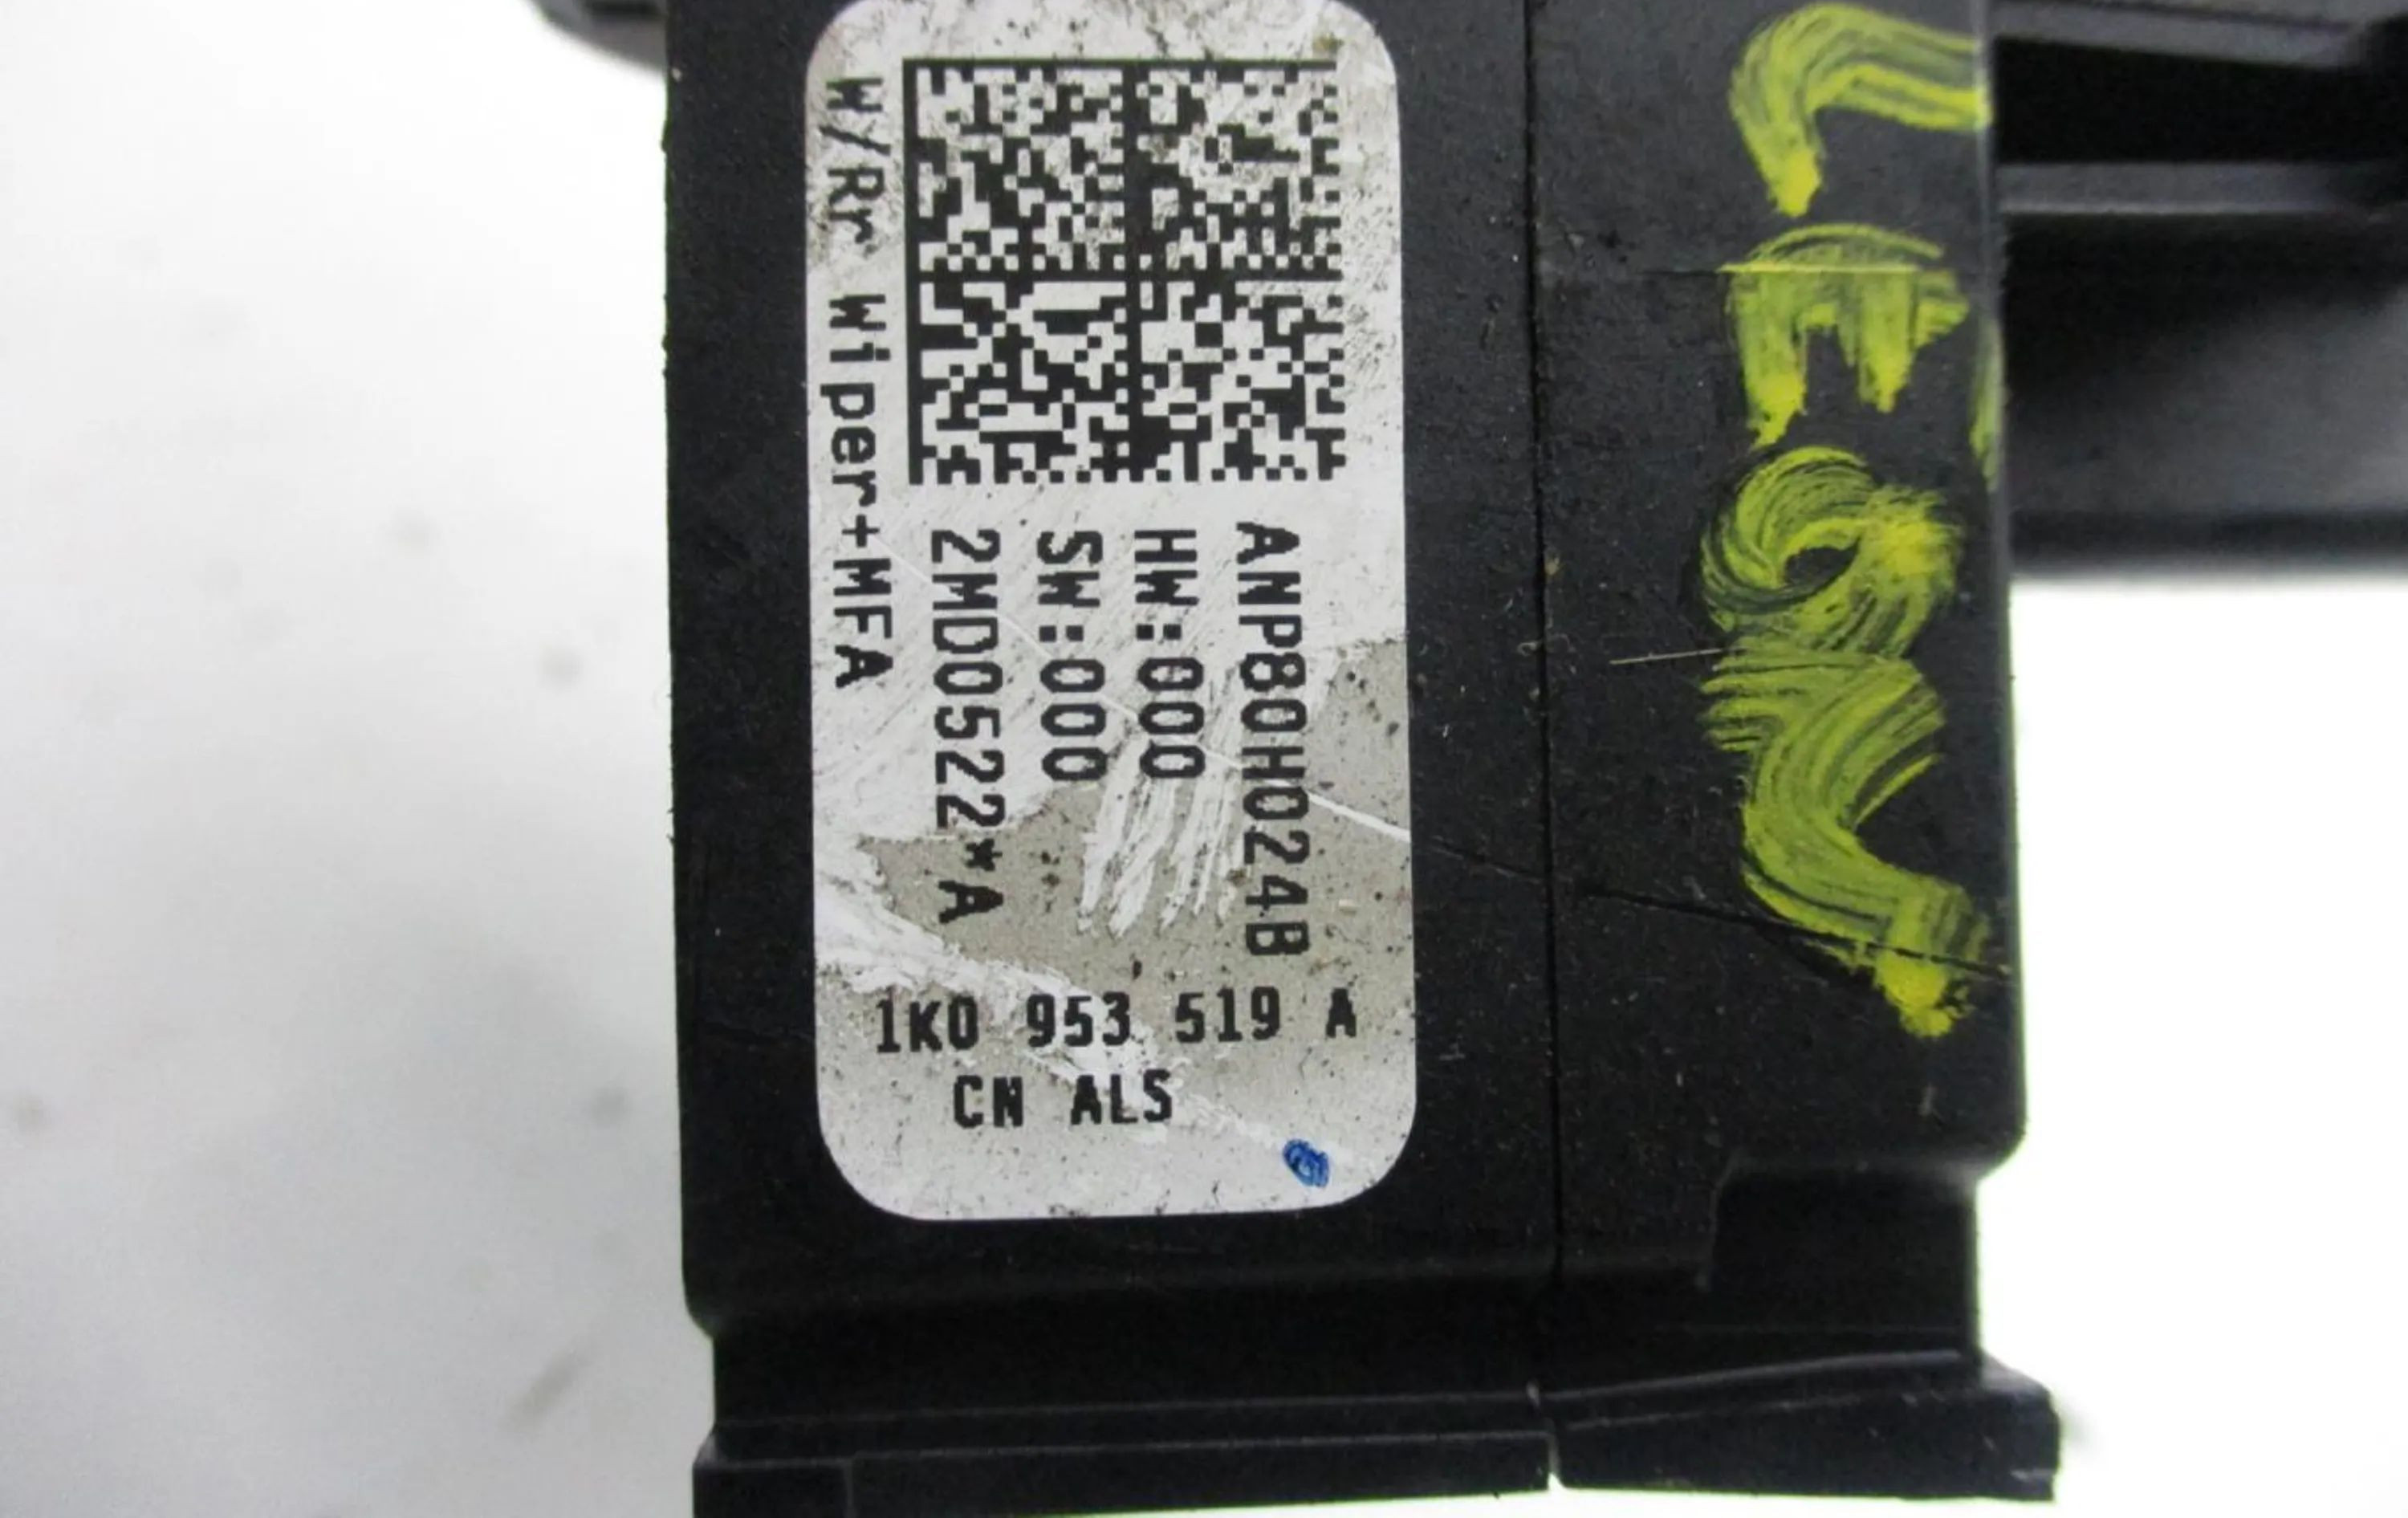 W/Rr Wiper+MFA
ANP80H024B
HW:000
SW:000
2MD0522*A
1K0 953 519 A
CN ALS